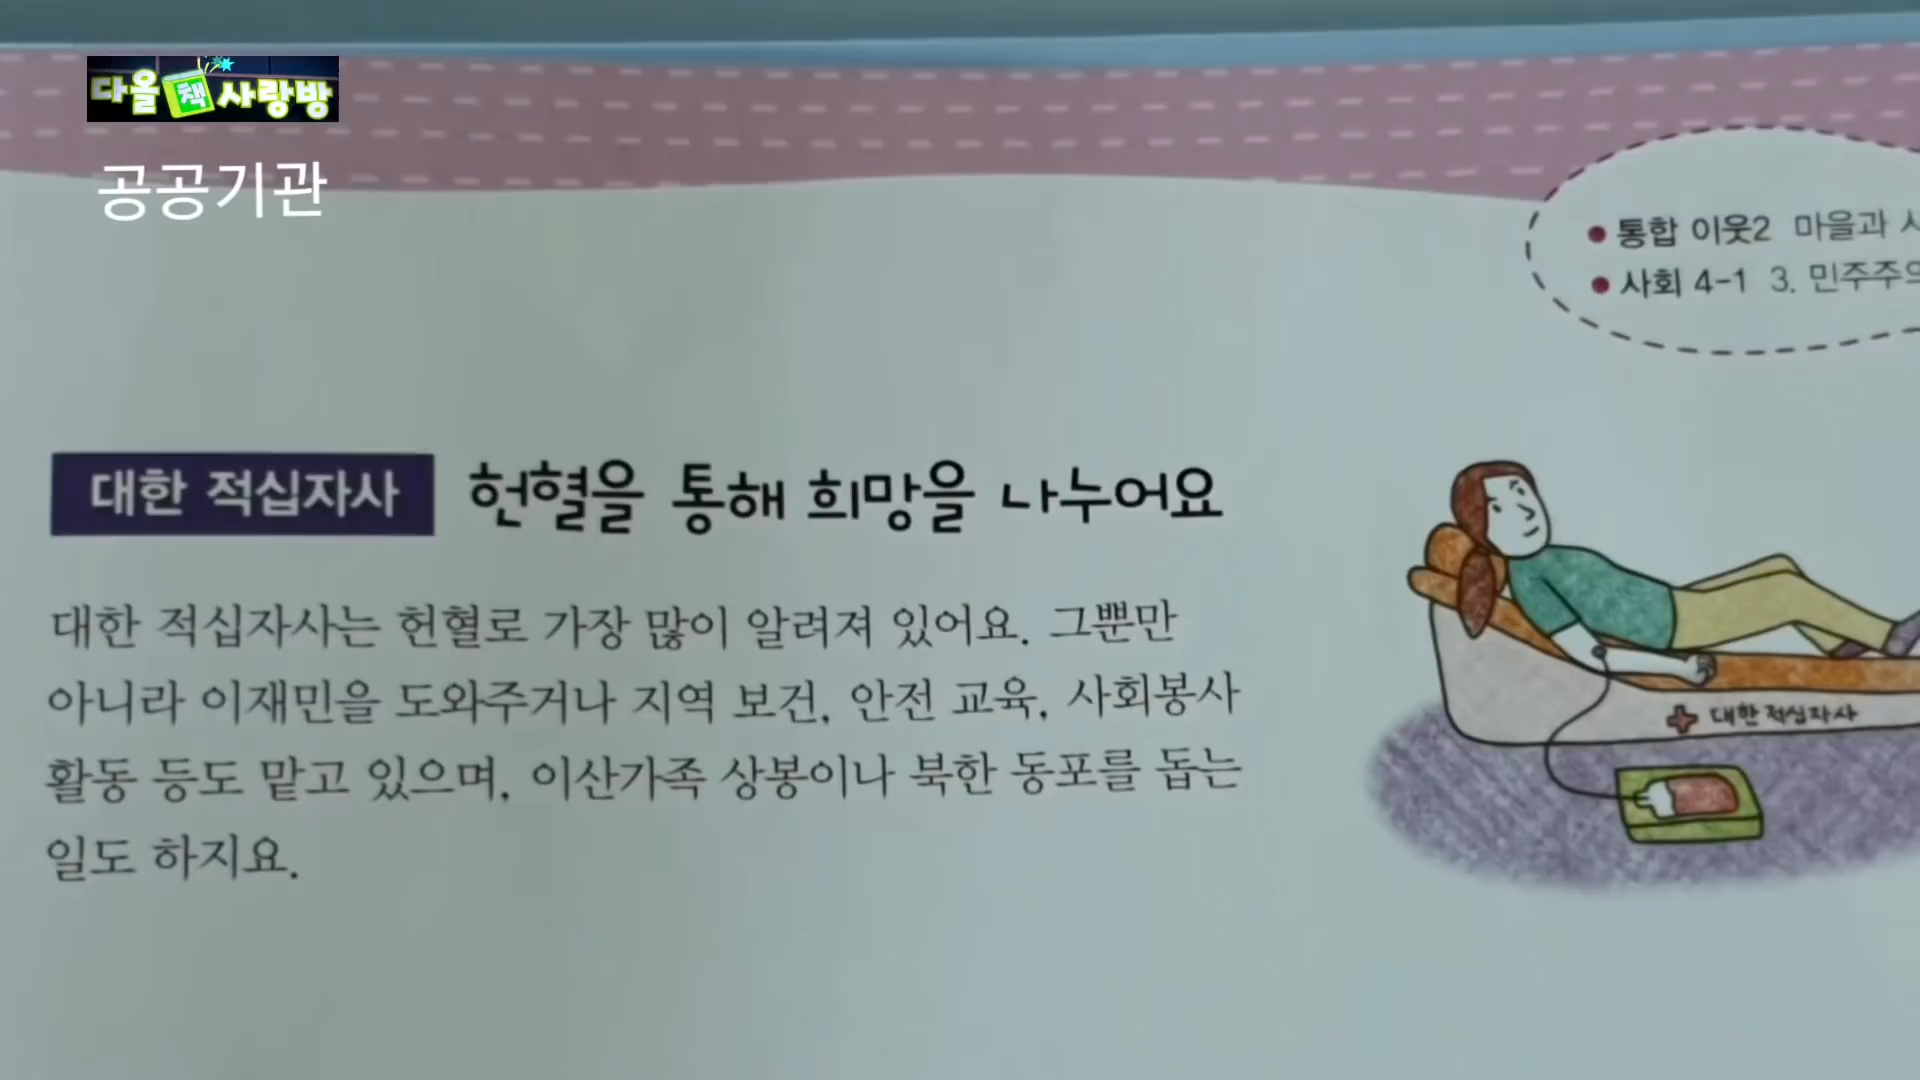 다올 책 사랑방
공공기관
통합 이웃2 마을과
사회 4-1 3. 민주주의
대한 적십자사 헌혈을 통해 희망을 나누어요
대한 적십자사는 헌혈로 가장 많이 알려져 있어요. 그뿐만
아니라 이재민을 도와주거나 지역 보건, 안전 교육, 사회봉사
활동 등도 맡고 있으며, 이산가족 상봉이나 북한 동포를 돕는
일도 하지요.
대한 적십자사